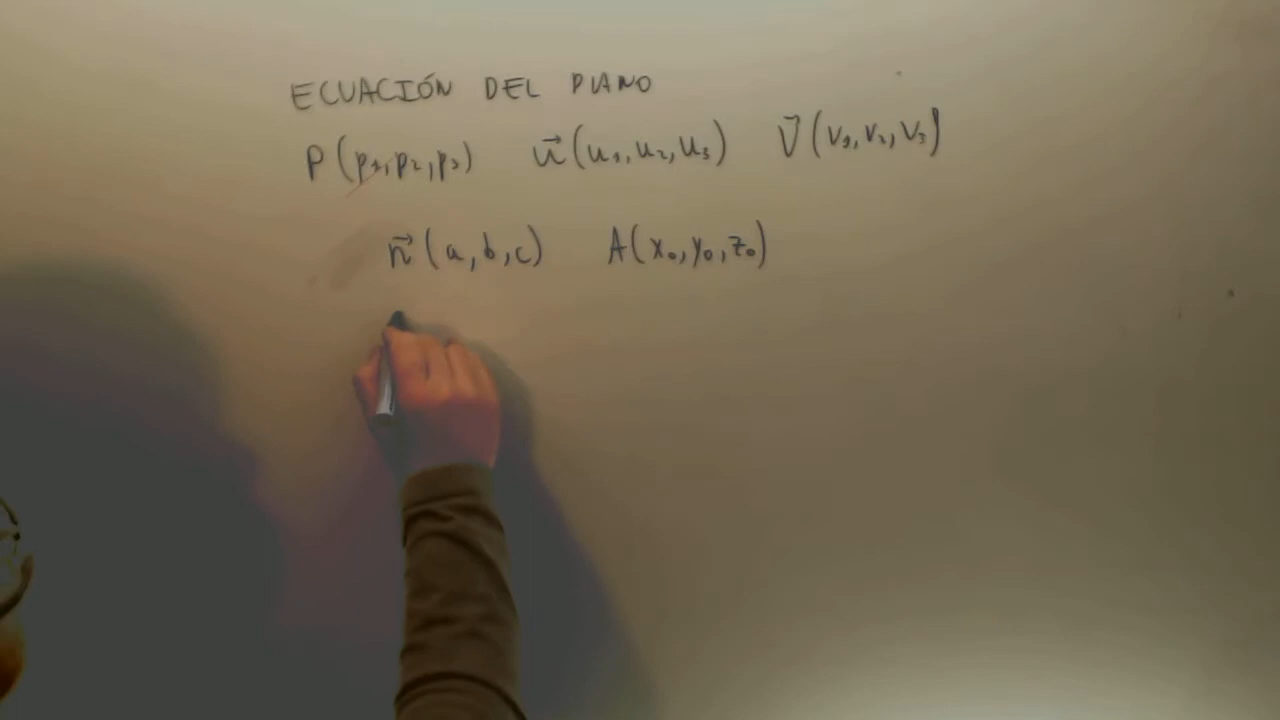 ECUACIÓN DEL PLANO
P(p₁,p₂,p₃) u⃗(u₁,u₂,u₃) V⃗(v₁,v₂,v₃)
n⃗(a,b,c) A(x₀,y₀,z₀)